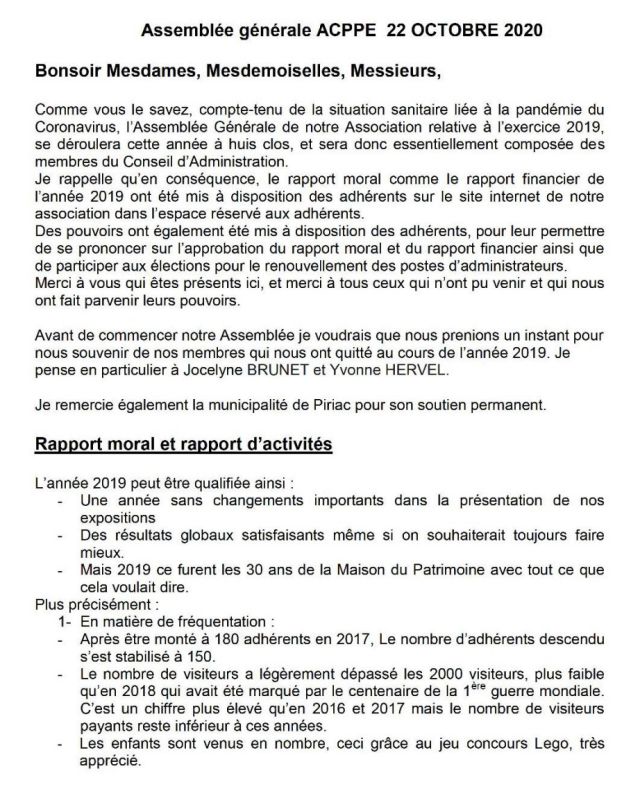 Assemblée générale ACPPE 22 OCTOBRE 2020
Bonsoir Mesdames, Mesdemoiselles, Messieurs,
Comme vous le savez, compte-tenu de la situation sanitaire liée à la pandémie du
Coronavirus, l'Assemblée Générale de notre Association relative à l'exercice 2019,
se déroulera cette année à huis clos, et sera donc essentiellement composée des
membres du Conseil d'Administration.
Je rappelle qu'en conséquence, le rapport moral comme le rapport financier de
l'année 2019 ont été mis à disposition des adhérents sur le site internet de notre
association dans l'espace réservé aux adhérents.
Des pouvoirs ont également été mis à disposition des adhérents, pour leur permettre
de se prononcer sur l'approbation du rapport moral et du rapport financier ainsi que
de participer aux élections pour le renouvellement des postes d'administrateurs.
Merci à vous qui êtes présents ici, et merci à tous ceux qui n'ont pu venir et qui nous
ont fait parvenir leurs pouvoirs.
Avant de commencer notre Assemblée je voudrais que nous prenions un instant pour
nous souvenir de nos membres qui nous ont quitté au cours de l'année 2019. Je
pense en particulier à Jocelyne BRUNET et Yvonne HERVEL.
Je remercie également la municipalité de Piriac pour son soutien permanent.
Rapport moral et rapport d'activités
L'année 2019 peut être qualifiée ainsi :
- Une année sans changements importants dans la présentation de nos
expositions
- Des résultats globaux satisfaisants même si on souhaiterait toujours faire
mieux.
- Mais 2019 ce furent les 30 ans de la Maison du Patrimoine avec tout ce que
cela voulait dire.
Plus précisément :
1- En matière de fréquentation :
- Après être monté à 180 adhérents en 2017, Le nombre d'adhérents descendu
s'est stabilisé à 150.
- Le nombre de visiteurs a légèrement dépassé les 2000 visiteurs, plus faible
qu'en 2018 qui avait été marqué par le centenaire de la 1ère guerre mondiale.
C'est un chiffre plus élevé qu'en 2016 et 2017 mais le nombre de visiteurs
payants reste inférieur à ces années.
- Les enfants sont venus en nombre, ceci grâce au jeu concours Lego, très
apprécié.